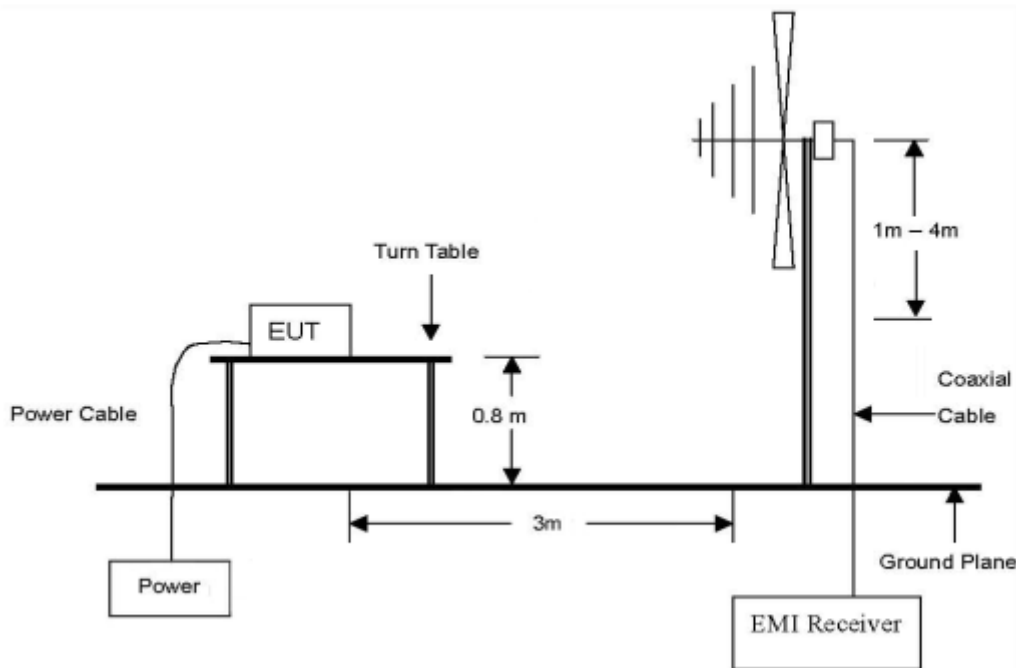 1m – 4m
Turn Table
EUT
Power Cable
0.8 m
Coaxial
Cable
3m
Ground Plane
Power
EMI Receiver